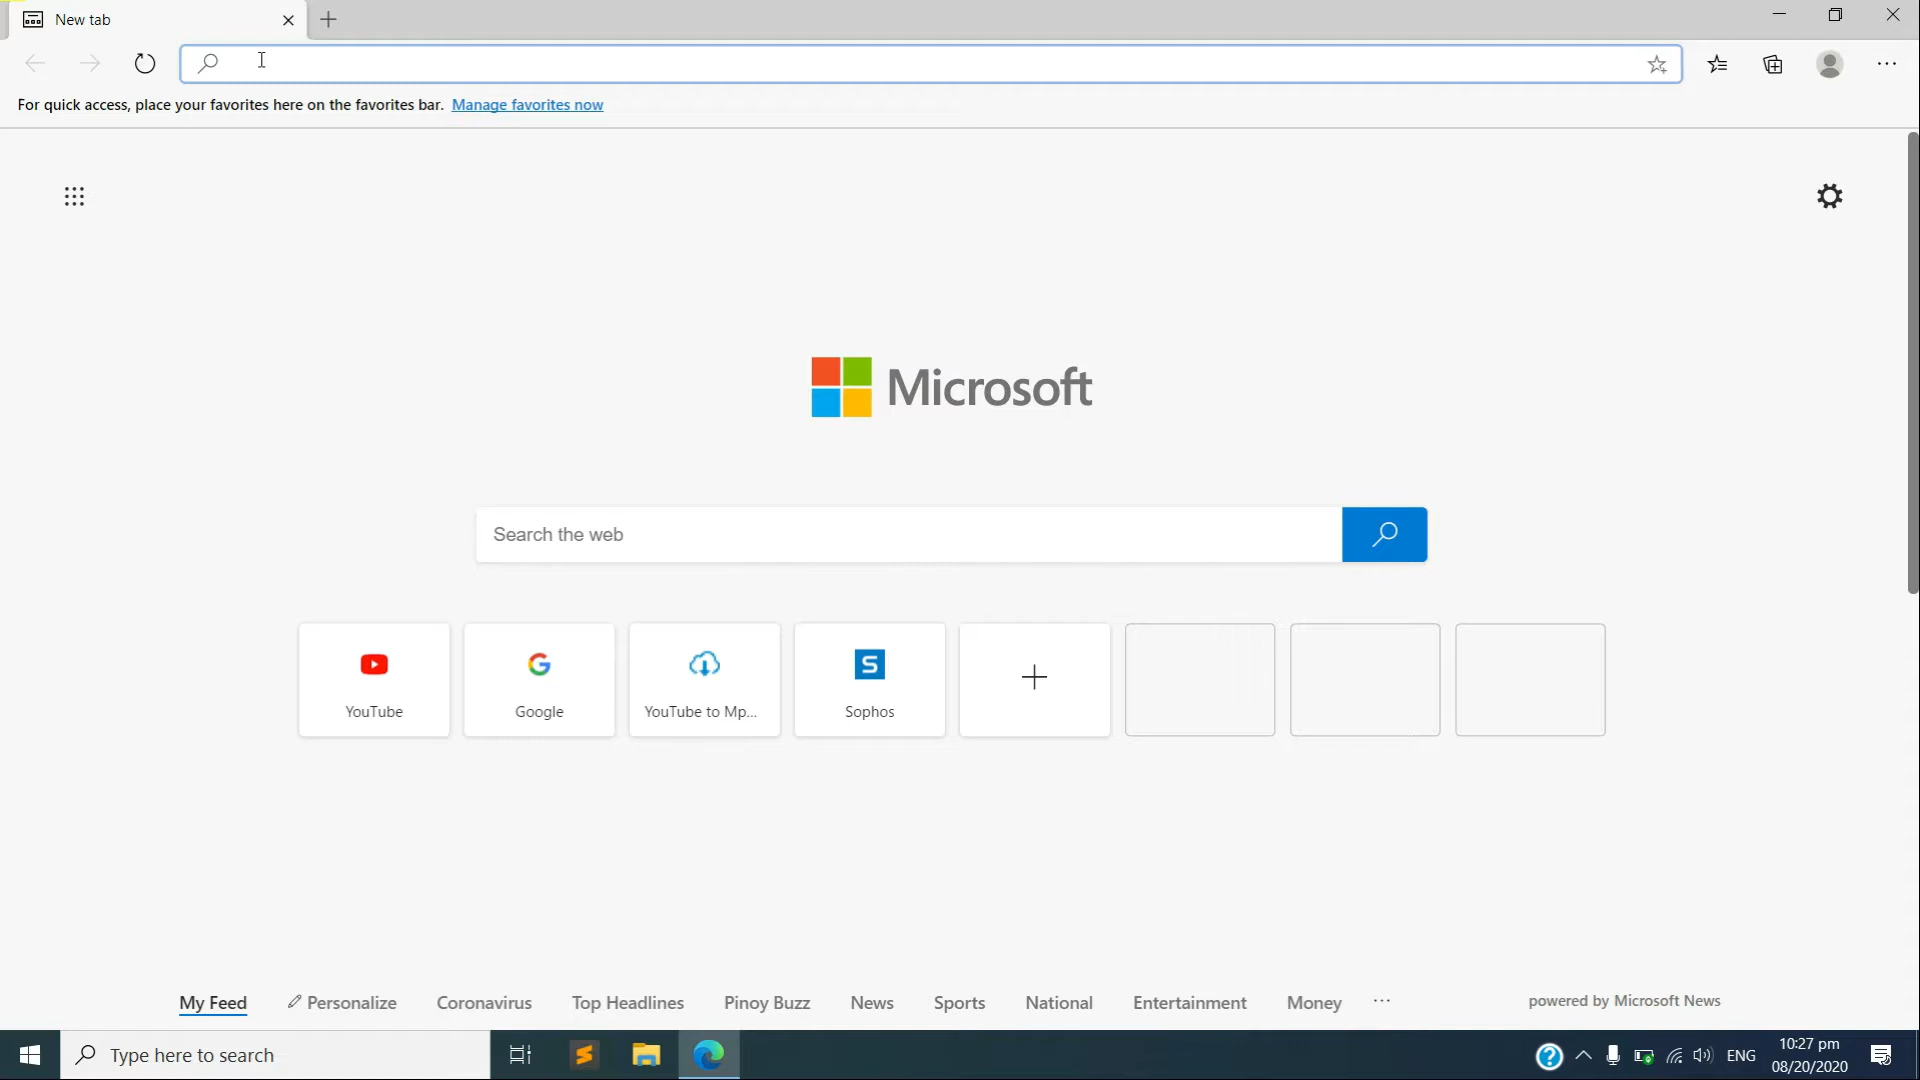 New tab
For quick access, place your favorites here on the favorites bar. Manage favorites now
Microsoft
Search the web
YouTube
Google
YouTube to Mp...
S
Sophos
My Feed
Personalize
Coronavirus
Top Headlines
Pinoy Buzz
News
Sports
National
Entertainment
Money
...
powered by Microsoft News
Type here to search
ENG
10:27 pm
08/20/2020